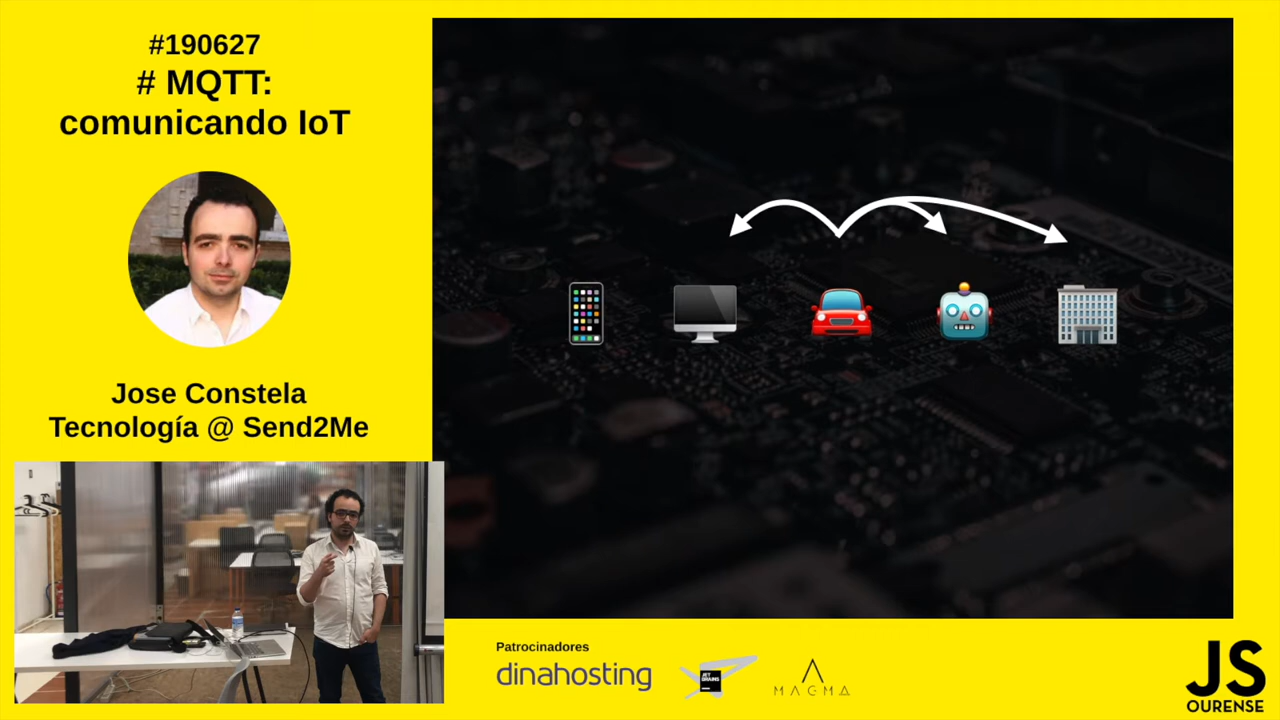 #190627
# MQTT:
comunicando IoT
Jose Constela
Tecnología @ Send2Me
Patrocinadores
dinahosting
JET
BRAINS
MAGMA
JS
OURENSE